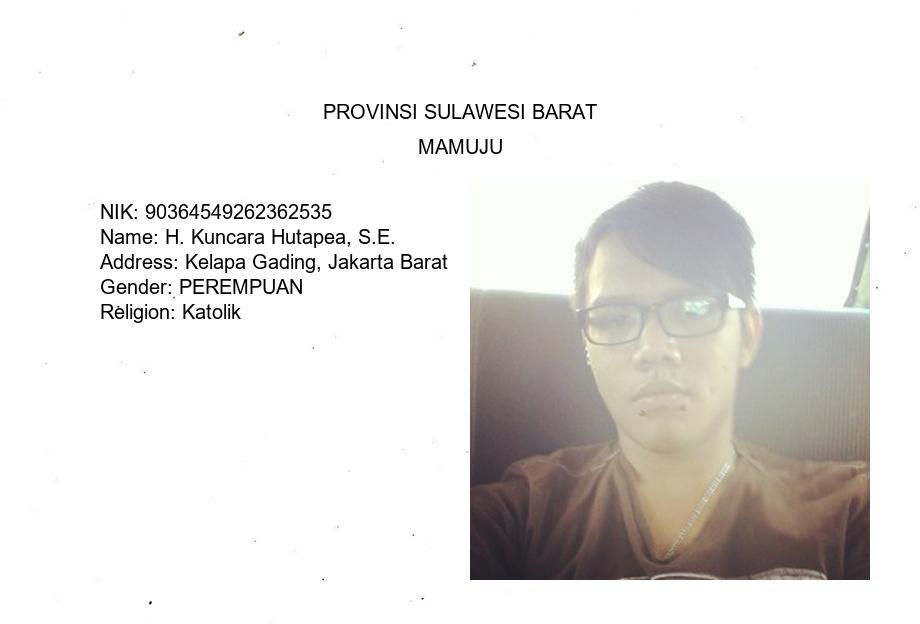 PROVINSI SULAWESI BARAT
MAMUJU
NIK: 90364549262362535
Name: H. Kuncara Hutapea, S.E.
Address: Kelapa Gading, Jakarta Barat
Gender: PEREMPUAN
Religion: Katolik